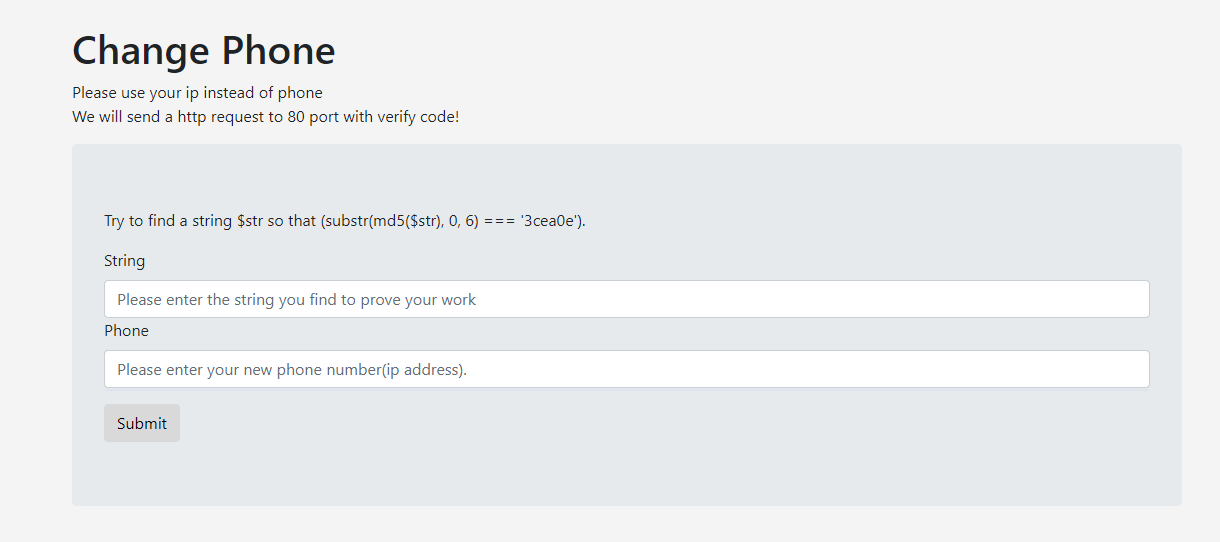 Change Phone
Please use your ip instead of phone
We will send a http request to 80 port with verify code!
Try to find a string $str so that (substr(md5($str), 0, 6) === '3cea0e').
String
Please enter the string you find to prove your work
Phone
Please enter your new phone number(ip address).
Submit